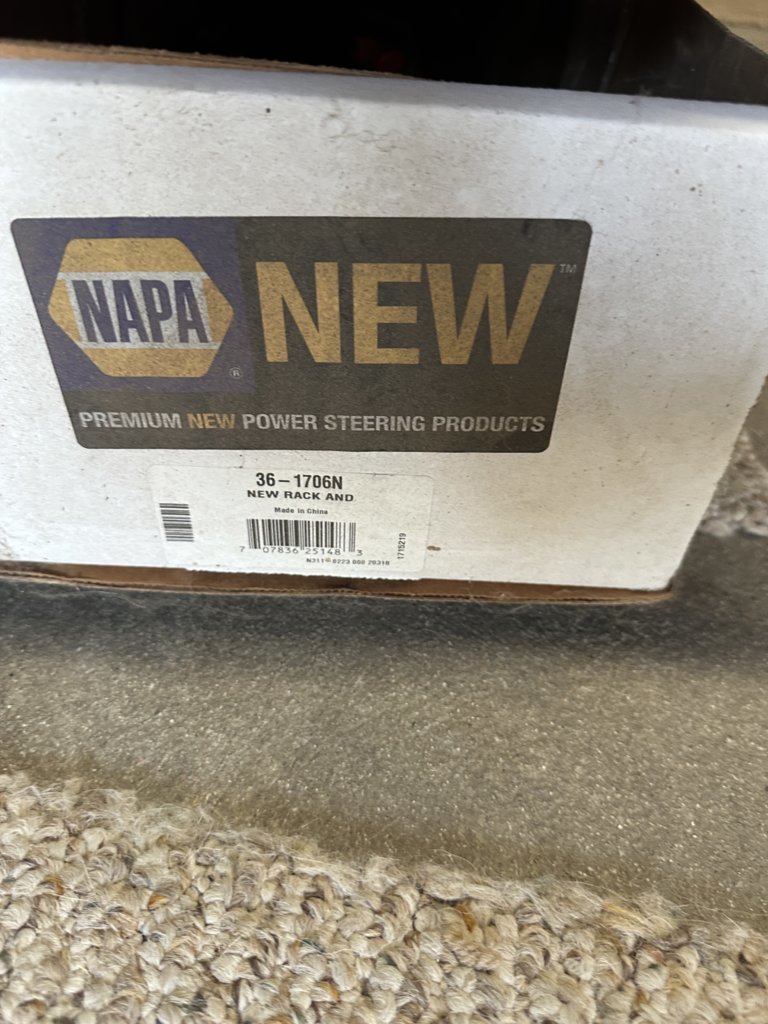 NAPA ®
NEW ™
PREMIUM NEW POWER STEERING PRODUCTS
36-1706N
NEW RACK AND
Made in China
7 07836 25148 3
1715219